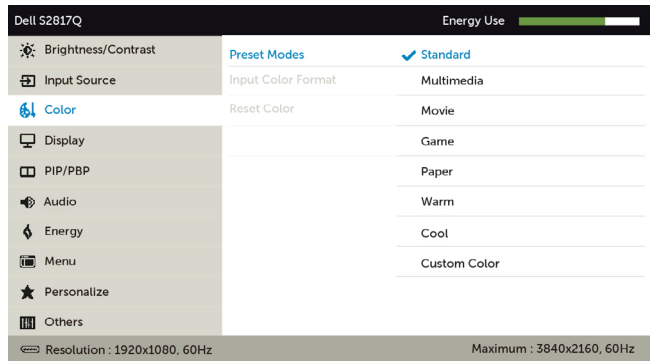 Dell S2817Q Energy Use
Brightness/Contrast Preset Modes Standard
Input Source Input Color Format Multimedia
Color Reset Color Movie
Display Game
PIP/PBP Paper
Audio Warm
Energy Cool
Menu Custom Color
Personalize
Others
Resolution : 1920x1080, 60Hz Maximum : 3840x2160, 60Hz